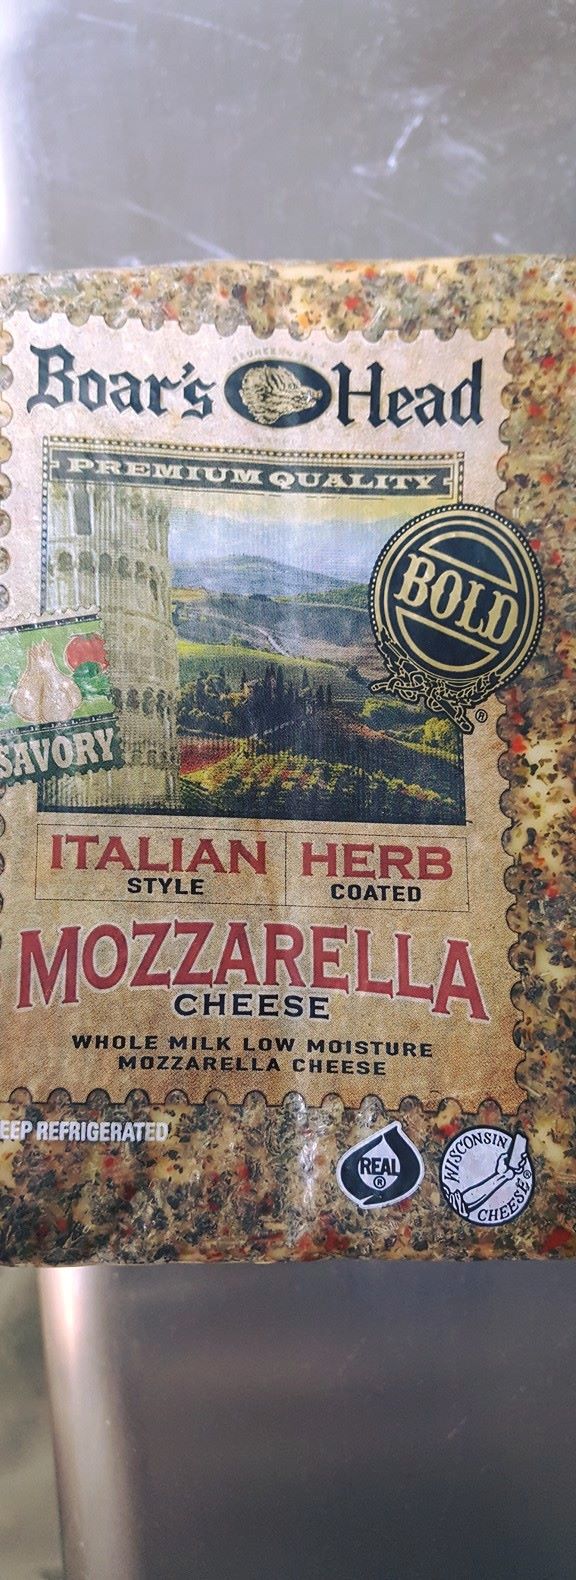 Boar's Head
PREMIUM QUALITY
BOLD
®
SAVORY
ITALIAN HERB
STYLE COATED
MOZZARELLA
CHEESE
WHOLE MILK LOW MOISTURE
MOZZARELLA CHEESE
EEP REFRIGERATED
REAL
®
WISCONSIN
CHEESE®